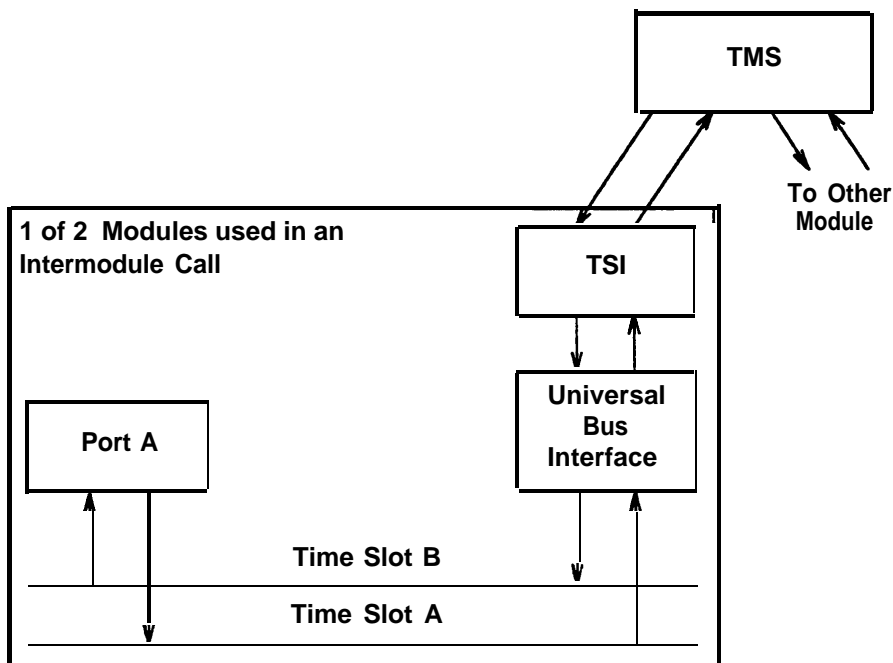 TMS
To Other
Module
1 of 2 Modules used in an
Intermodule Call
TSI
Universal
Bus
Interface
Port A
Time Slot B
Time Slot A